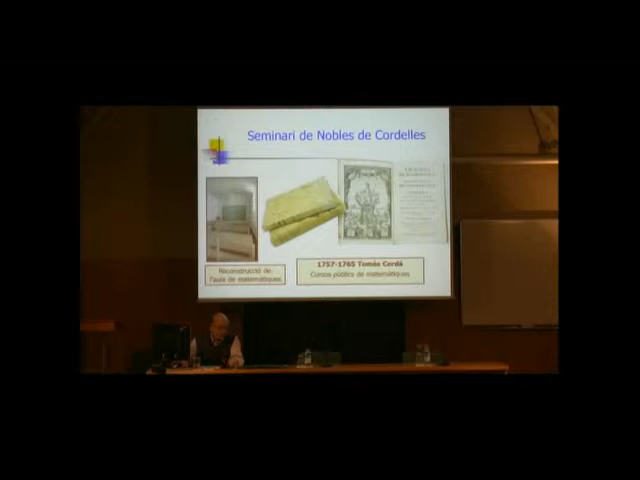 Seminari de Nobles de Cordelles
Reconstrucció de
l'aula de matemàtiques
1757-1765 Tomàs Cerdà
Cursos públics de matemàtiques